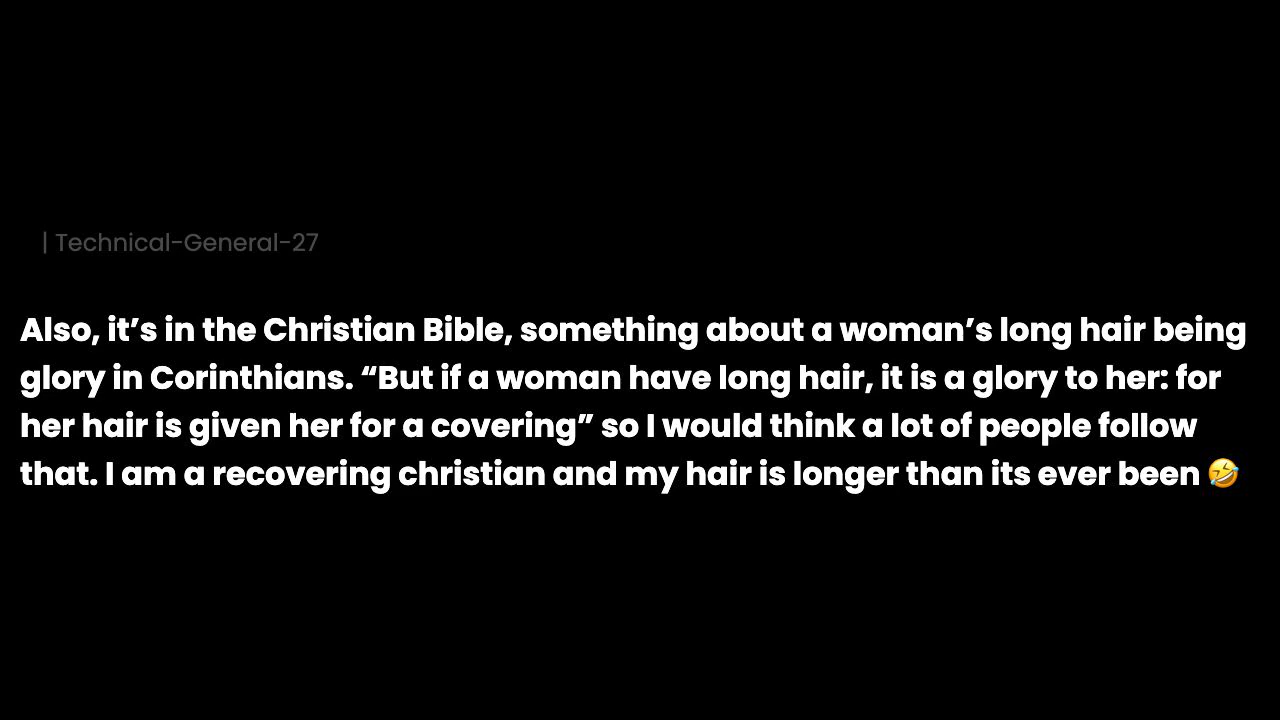 | Technical-General-27
Also, it’s in the Christian Bible, something about a woman’s long hair being
glory in Corinthians. “But if a woman have long hair, it is a glory to her: for
her hair is given her for a covering” so I would think a lot of people follow
that. I am a recovering christian and my hair is longer than its ever been 🤣